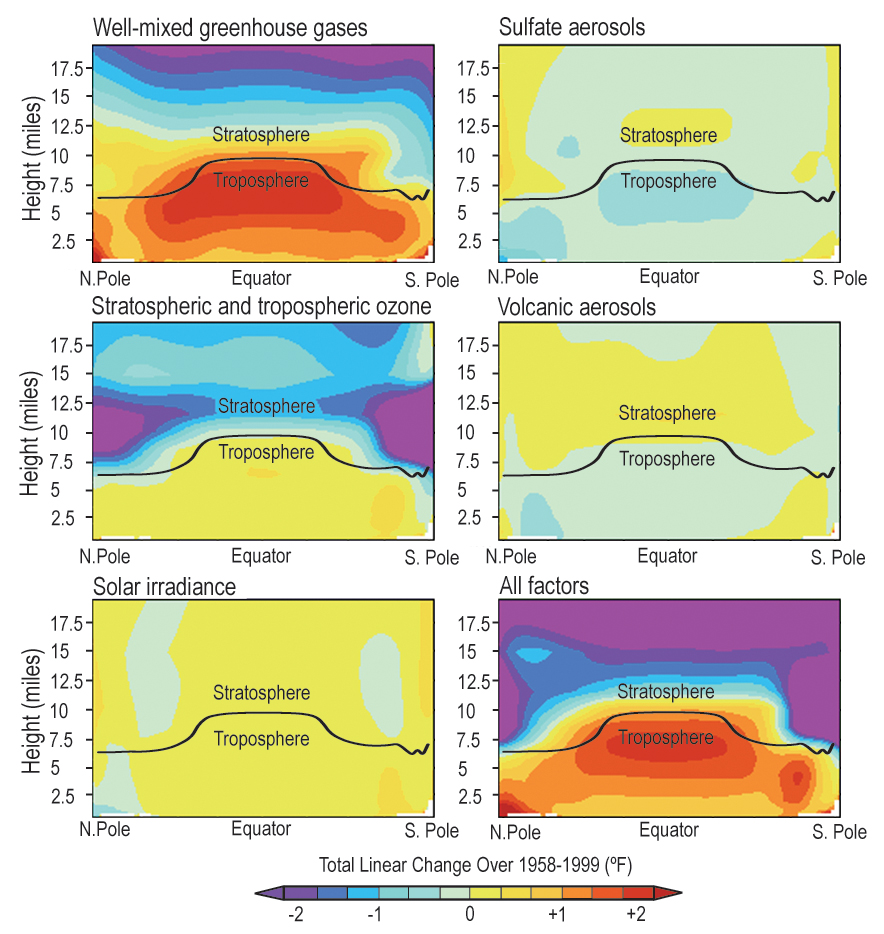 Well-mixed greenhouse gases
Sulfate aerosols
Height (miles)
17.5
15
12.5
10
7.5
5
2.5
Stratosphere
Troposphere
N.Pole
Equator
S. Pole
17.5
15
12.5
10
7.5
5
2.5
Stratosphere
Troposphere
N.Pole
Equator
S. Pole
Stratospheric and tropospheric ozone
Volcanic aerosols
Height (miles)
17.5
15
12.5
10
7.5
5
2.5
Stratosphere
Troposphere
N.Pole
Equator
S. Pole
17.5
15
12.5
10
7.5
5
2.5
Stratosphere
Troposphere
N.Pole
Equator
S. Pole
Solar irradiance
All factors
Height (miles)
17.5
15
12.5
10
7.5
5
2.5
Stratosphere
Troposphere
N.Pole
Equator
S. Pole
17.5
15
12.5
10
7.5
5
2.5
Stratosphere
Troposphere
N.Pole
Equator
S. Pole
Total Linear Change Over 1958-1999 (ºF)
-2 -1 0 +1 +2